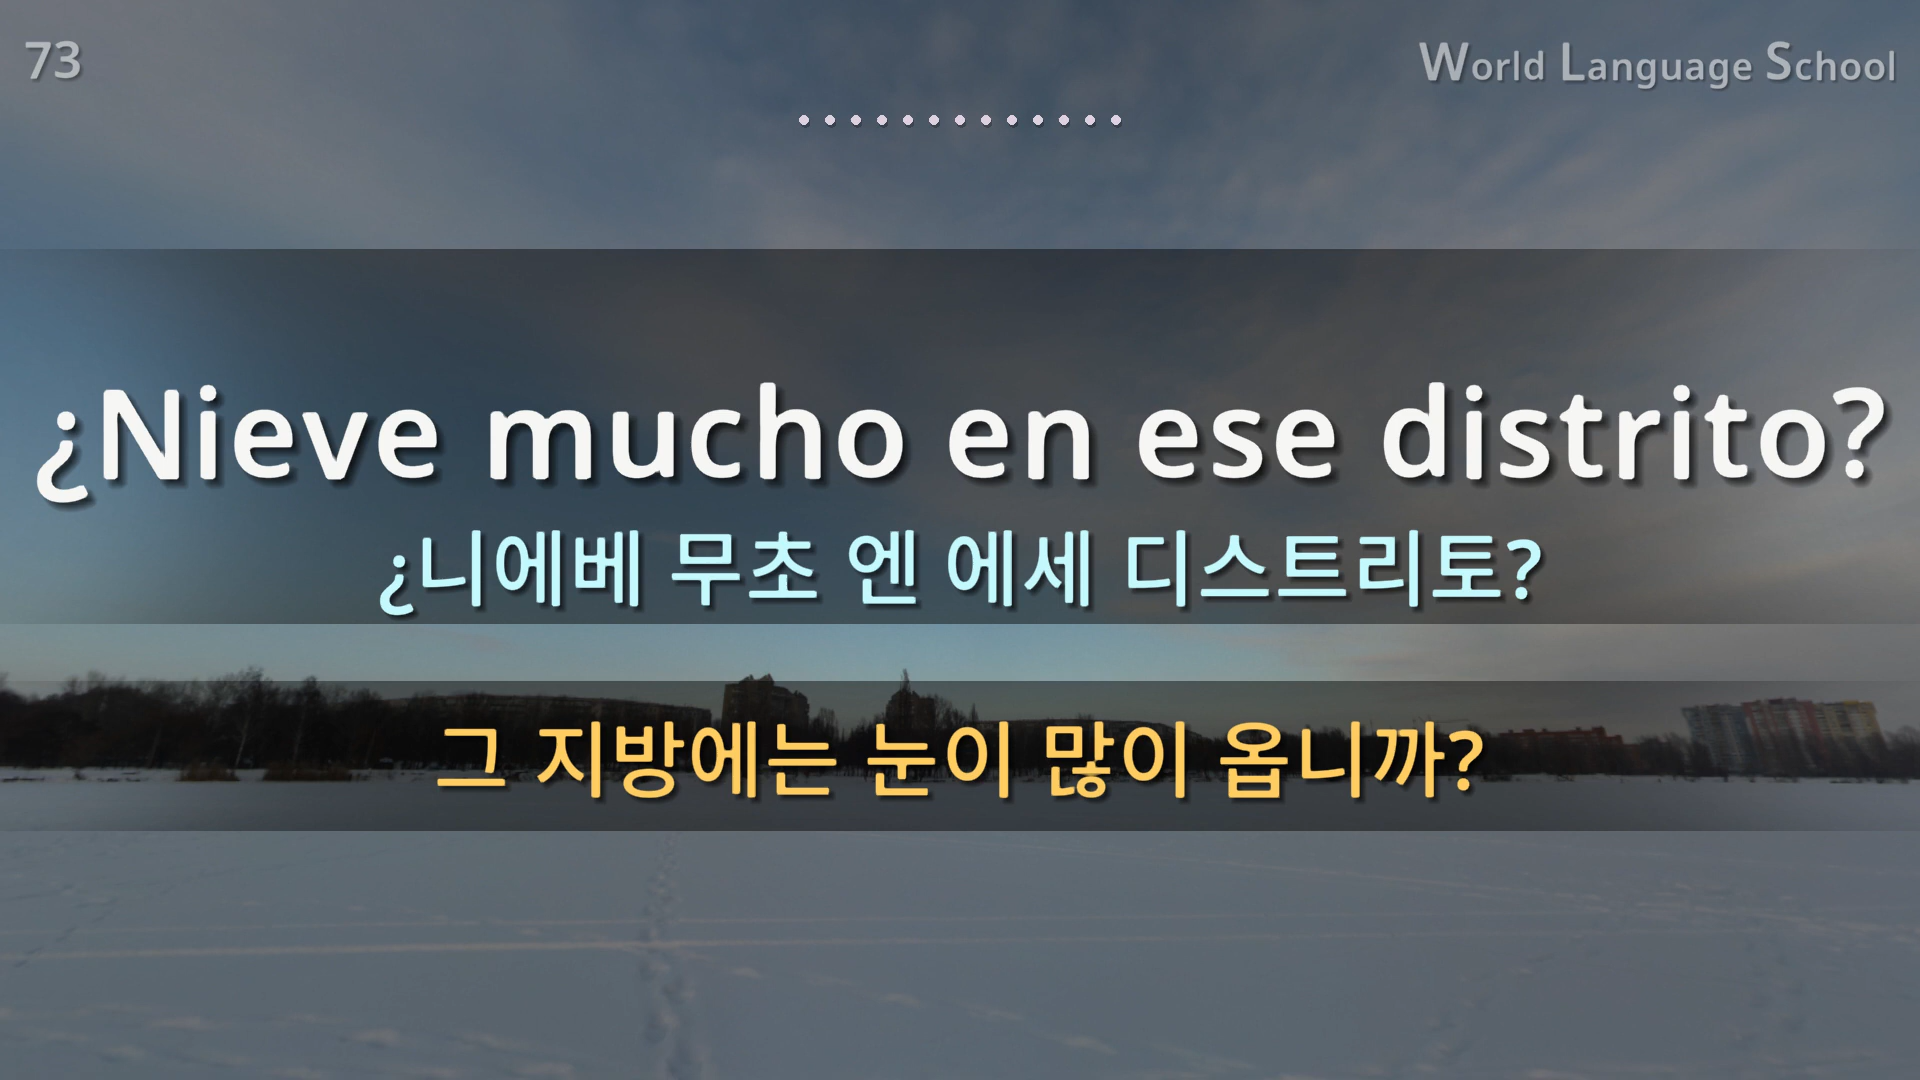 73
World Language School
¿Nieve mucho en ese distrito?
¿니에베 무초 엔 에세 디스트리토?
그 지방에는 눈이 많이 옵니까?